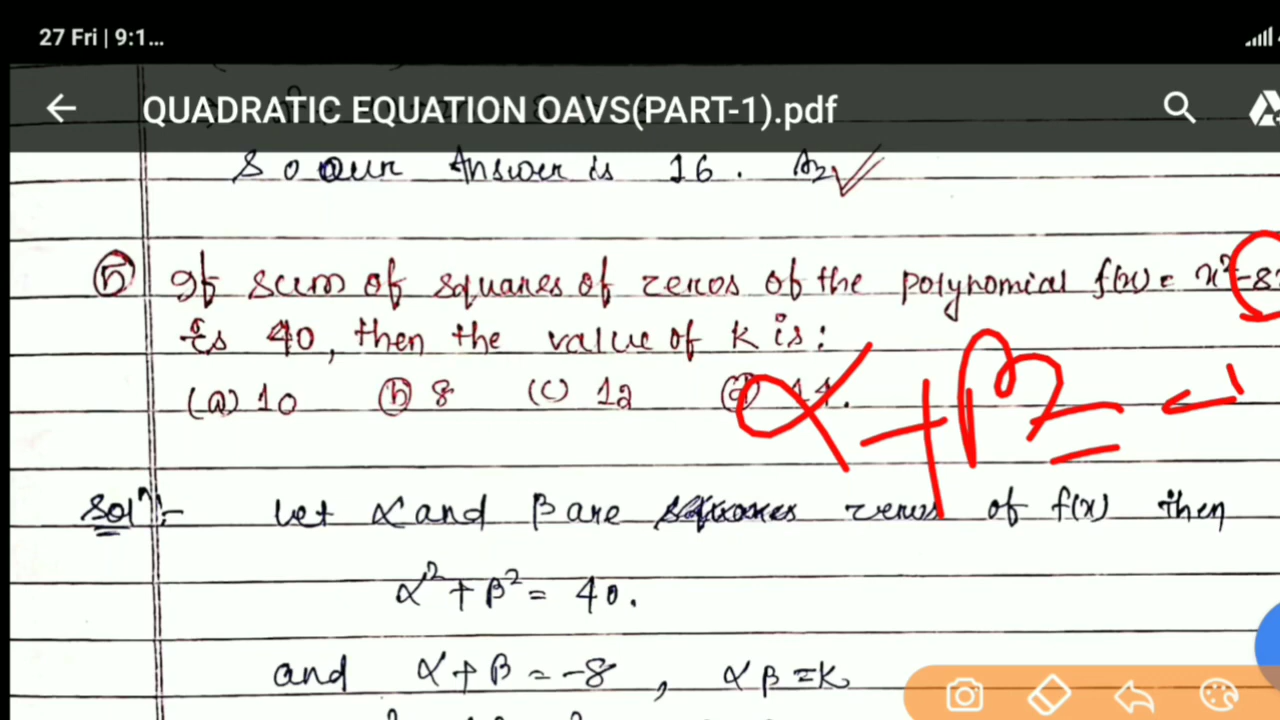 27 Fri | 9:1...
QUADRATIC EQUATION OAVS(PART-1).pdf
So our Answer is 16. A
5 If sum of squares of zeros of the polynomial f(x) = x²-8
is 40, then the value of k is:
(a) 10 (b) 8 (c) 12 (d) 14.
α+β = -
Solⁿ:- Let α and β are zeros of f(x) then
α² + β² = 40.
and α + β = -8 , αβ = k